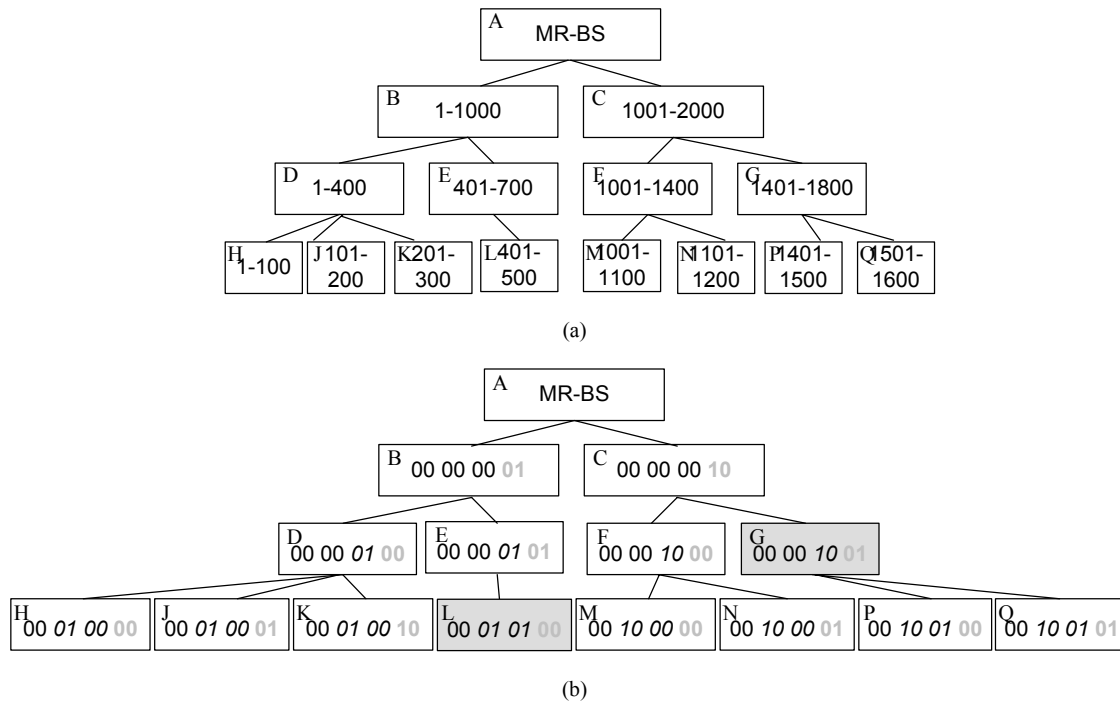 A
MR-BS
B
1-1000
C
1001-2000
D
1-400
E
401-700
F
1001-1400
G
1401-1800
H
1-100
J
101-
200
K
201-
300
L
401-
500
M
1001-
1100
N
1101-
1200
P
1401-
1500
Q
1501-
1600
(a)
A
MR-BS
B
00 00 00 01
C
00 00 00 10
D
00 00 01 00
E
00 00 01 01
F
00 00 10 00
G
00 00 10 01
H
00 01 00 00
J
00 01 00 01
K
00 01 00 10
L
00 01 01 00
M
00 10 00 00
N
00 10 00 01
P
00 10 01 00
Q
00 10 01 01
(b)